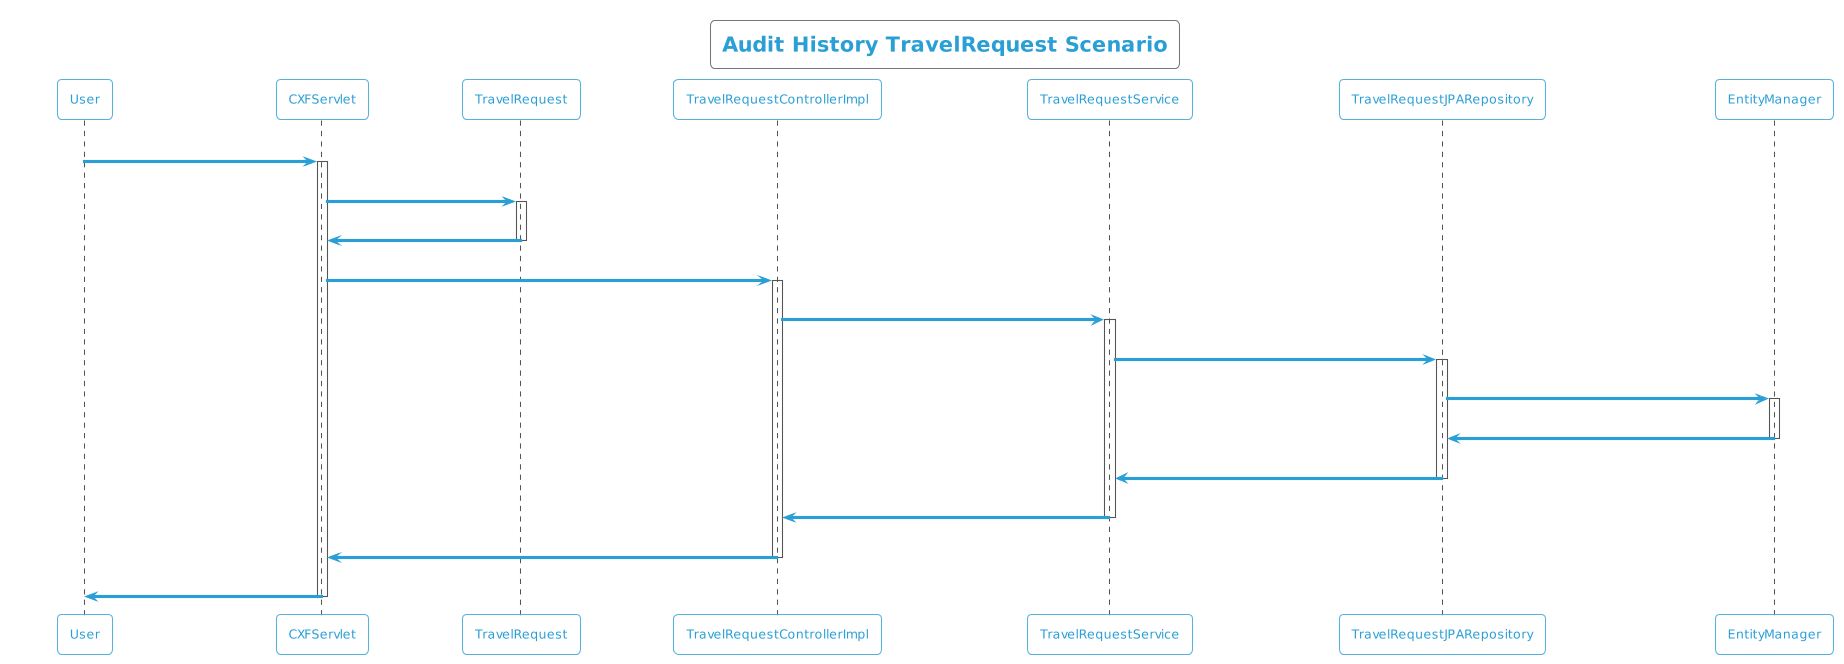 Audit History TravelRequest Scenario
User CXFServlet TravelRequest TravelRequestControllerImpl TravelRequestService TravelRequestJPARepository EntityManager
User CXFServlet TravelRequest TravelRequestControllerImpl TravelRequestService TravelRequestJPARepository EntityManager